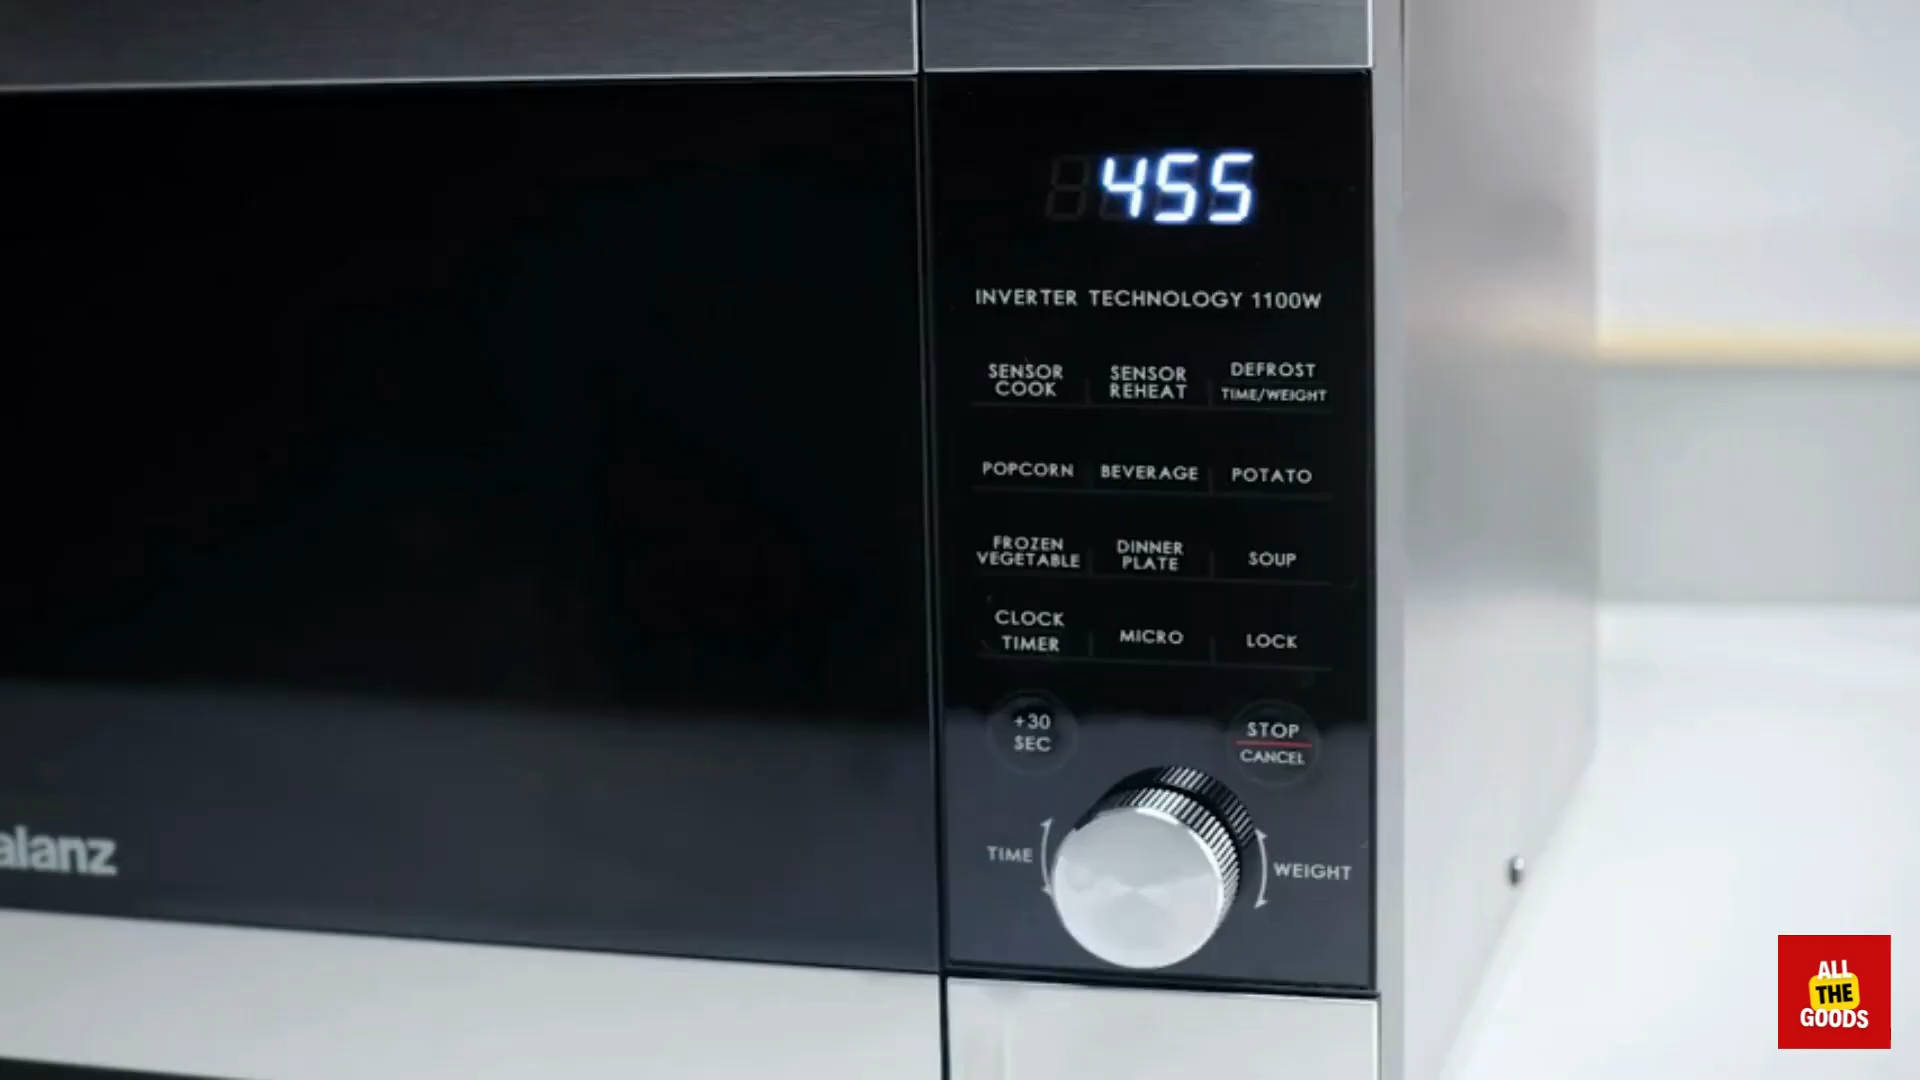 455
INVERTER TECHNOLOGY 1100W
SENSOR
COOK
SENSOR
REHEAT
DEFROST
TIME/WEIGHT
POPCORN
BEVERAGE
POTATO
FROZEN
VEGETABLE
DINNER
PLATE
SOUP
CLOCK
TIMER
MICRO
LOCK
+30
SEC
STOP
CANCEL
TIME
WEIGHT
alanz
ALL
THE
GOODS